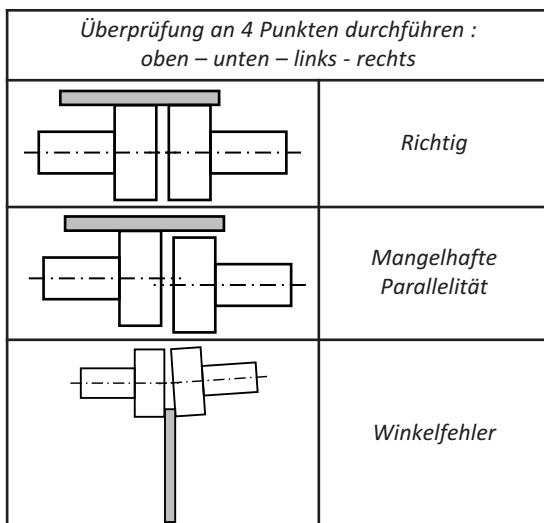 Überprüfung an 4 Punkten durchführen :
oben – unten – links - rechts
Richtig
Mangelhafte
Parallelität
Winkelfehler